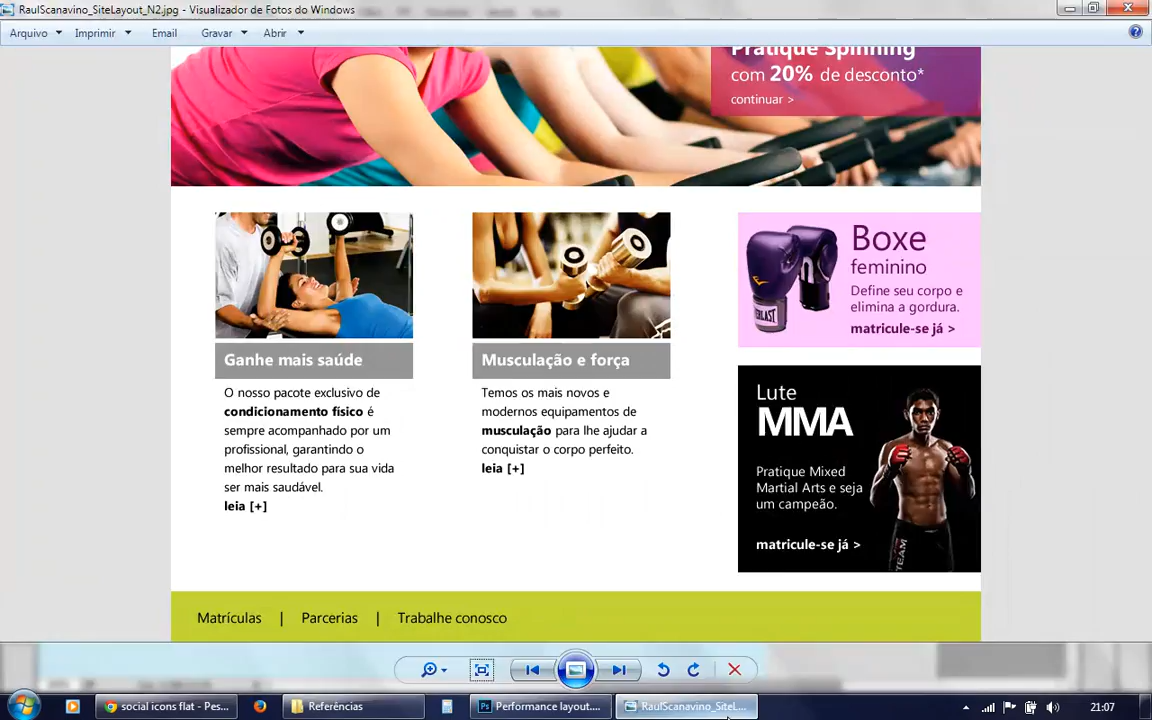 RaulScanavino_SiteLayout_N2.jpg - Visualizador de Fotos do Windows
Arquivo Imprimir Email Gravar Abrir
Pratique Spinning
com 20% de desconto*
continuar >
Boxe
feminino
Define seu corpo e
elimina a gordura.
matricule-se já >
EVERLAST
Ganhe mais saúde
O nosso pacote exclusivo de
condicionamento físico é
sempre acompanhado por um
profissional, garantindo o
melhor resultado para sua vida
ser mais saudável.
leia [+]
Musculação e força
Temos os mais novos e
modernos equipamentos de
musculação para lhe ajudar a
conquistar o corpo perfeito.
leia [+]
Lute
MMA
Pratique Mixed
Martial Arts e seja
um campeão.
matricule-se já >
TEAM
Matrículas | Parcerias | Trabalhe conosco
social icons flat - Pes...
Referências
Ps Performance layout....
RaulScanavino_SiteL...
21:07